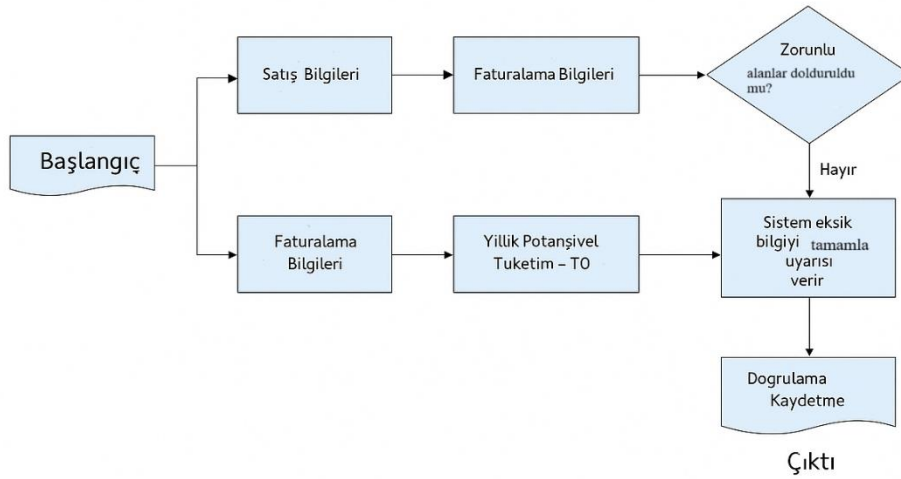 Satış Bilgileri
Faturalama Bilgileri
Zorunlu
alanlar dolduruldu
mu?
Başlangıç
Hayır
Faturalama
Bilgileri
Yillik Potanşivel
Tuketim – TO
Sistem eksik
bilgiyi tamamla
uyarısı
verir
Dogrulama
Kaydetme
Çıktı